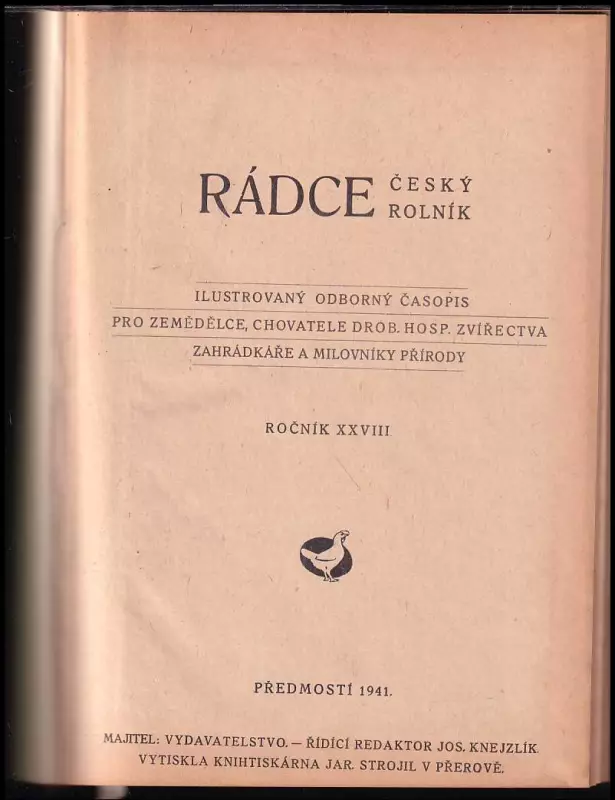 RÁDCE ČESKÝ
ROLNÍK
ILUSTROVANÝ ODBORNÝ ČASOPIS
PRO ZEMĚDĚLCE, CHOVATELE DROB. HOSP. ZVÍŘECTVA
ZAHRÁDKÁŘE A MILOVNÍKY PŘÍRODY
ROČNÍK XXVIII
PŘEDMOSTÍ 1941.
MAJITEL: VYDAVATELSTVO. — ŘÍDÍCÍ REDAKTOR JOS. KNEJZLÍK.
VYTISKLA KNIHTISKÁRNA JAR. STROJIL V PŘEROVĚ.